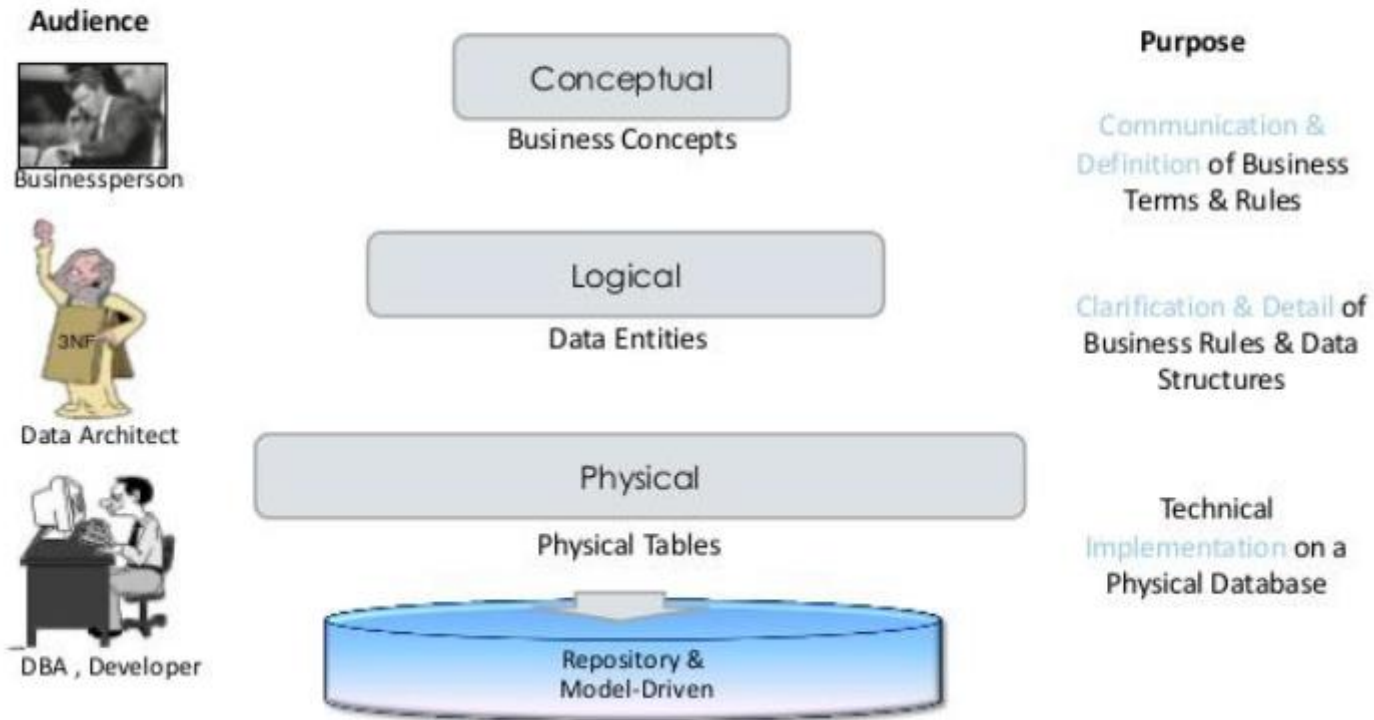 Audience
Purpose
Businessperson
Conceptual
Business Concepts
Communication &
Definition of Business
Terms & Rules
3NF
Data Architect
Logical
Data Entities
Clarification & Detail of
Business Rules & Data
Structures
DBA , Developer
Physical
Physical Tables
Technical
Implementation on a
Physical Database
Repository &
Model-Driven